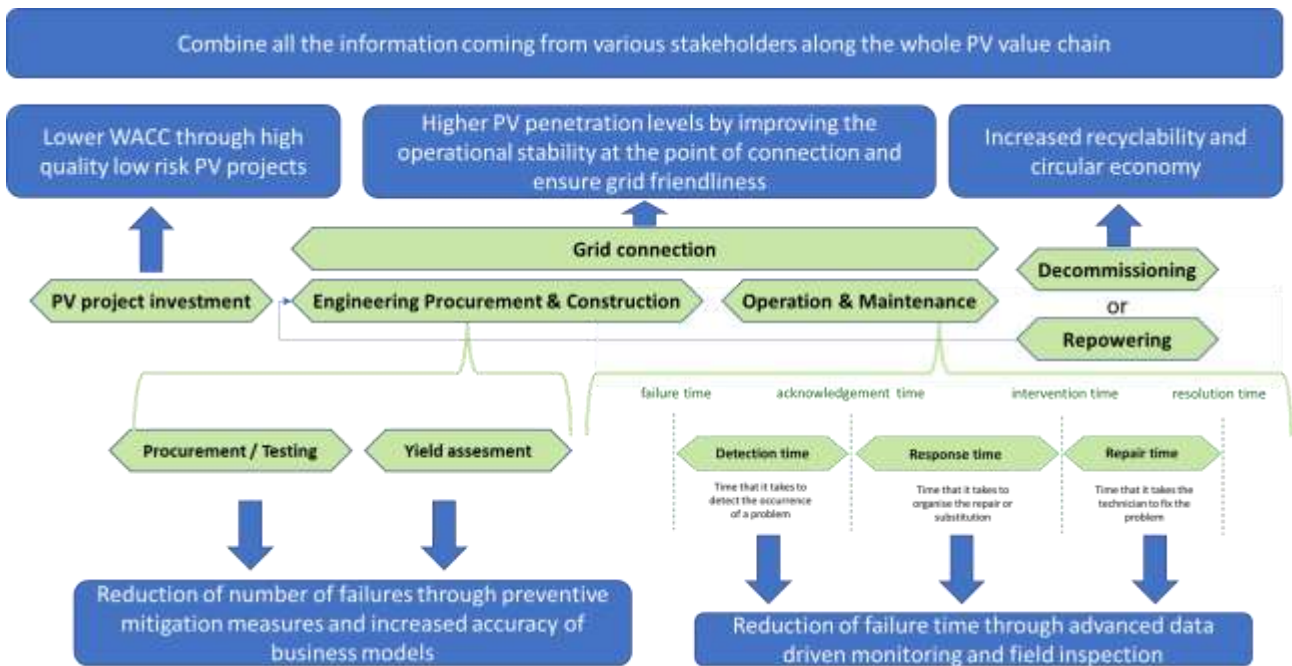 Combine all the information coming from various stakeholders along the whole PV value chain
Lower WACC through high
quality low risk PV projects
Higher PV penetration levels by improving the
operational stability at the point of connection and
ensure grid friendliness
Increased recyclability and
circular economy
Grid connection
Decommissioning
PV project investment
Engineering Procurement & Construction
Operation & Maintenance
or
Repowering
failure time
acknowledgement time
intervention time
resolution time
Procurement / Testing
Yield assesment
Detection time
Response time
Repair time
Time that it takes to
detect the occurrence
of a problem
Time that it takes to
organise the repair or
substitution
Time that it takes the
technician to fix the
problem
Reduction of number of failures through preventive
mitigation measures and increased accuracy of
business models
Reduction of failure time through advanced data
driven monitoring and field inspection